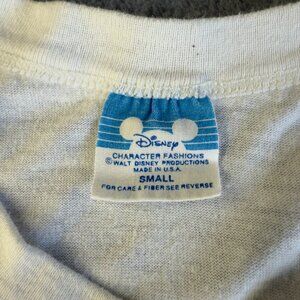 Disney
CHARACTER FASHIONS
© WALT DISNEY PRODUCTIONS
MADE IN U.S.A.
SMALL
FOR CARE & FIBER SEE REVERSE